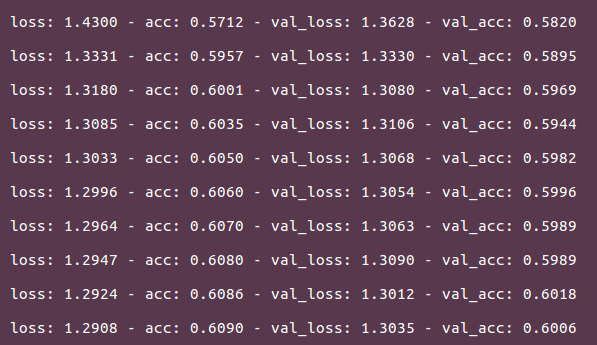 loss: 1.4300 - acc: 0.5712 - val_loss: 1.3628 - val_acc: 0.5820
loss: 1.3331 - acc: 0.5957 - val_loss: 1.3330 - val_acc: 0.5895
loss: 1.3180 - acc: 0.6001 - val_loss: 1.3080 - val_acc: 0.5969
loss: 1.3085 - acc: 0.6035 - val_loss: 1.3106 - val_acc: 0.5944
loss: 1.3033 - acc: 0.6050 - val_loss: 1.3068 - val_acc: 0.5982
loss: 1.2996 - acc: 0.6060 - val_loss: 1.3054 - val_acc: 0.5996
loss: 1.2964 - acc: 0.6070 - val_loss: 1.3063 - val_acc: 0.5989
loss: 1.2947 - acc: 0.6080 - val_loss: 1.3090 - val_acc: 0.5989
loss: 1.2924 - acc: 0.6086 - val_loss: 1.3012 - val_acc: 0.6018
loss: 1.2908 - acc: 0.6090 - val_loss: 1.3035 - val_acc: 0.6006